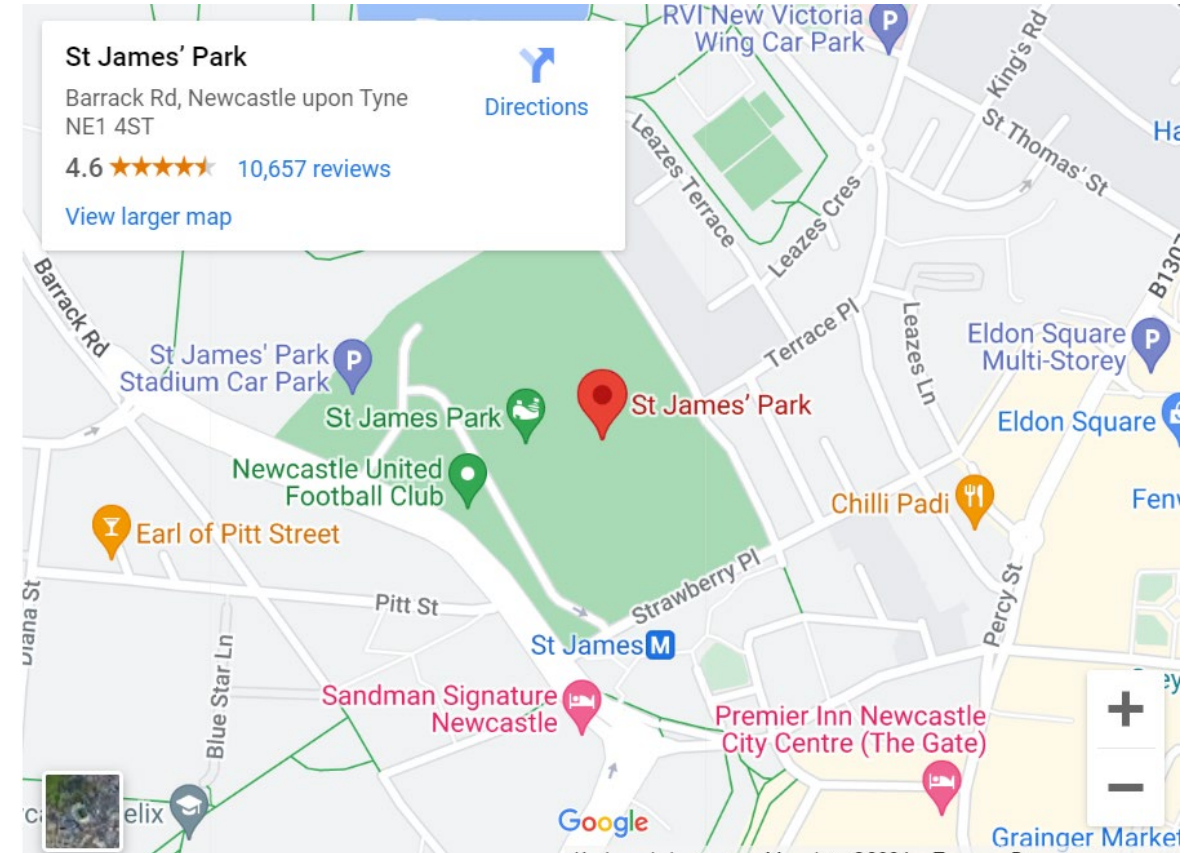 St James’ Park
Barrack Rd, Newcastle upon Tyne
NE1 4ST
4.6
10,657 reviews
View larger map
Directions
RVI New Victoria
Wing Car Park
P
King's Rd
St Thomas' St
Leazes Terrace
Leazes Cres
Barrack Rd
St James' Park
Stadium Car Park
P
St James Park
St James’ Park
Newcastle United
Football Club
Terrace Pl
Leazes Ln
Eldon Square
Multi-Storey
P
Eldon Square
Chilli Padi
Earl of Pitt Street
Pitt St
Diana St
Blue Star Ln
Strawberry Pl
Percy St
St James
M
Sandman Signature
Newcastle
Premier Inn Newcastle
City Centre (The Gate)
+
−
Google
Grainger Market